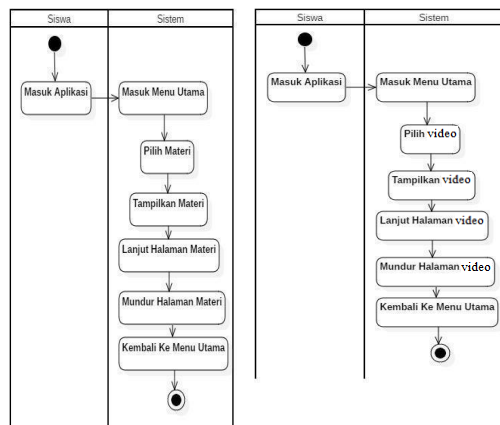 Siswa
Sistem
Masuk Aplikasi
Masuk Menu Utama
Pilih Materi
Tampilkan Materi
Lanjut Halaman Materi
Mundur Halaman Materi
Kembali Ke Menu Utama
Siswa
Sistem
Masuk Aplikasi
Masuk Menu Utama
Pilih video
Tampilkan video
Lanjut Halaman video
Mundur Halaman video
Kembali Ke Menu Utama